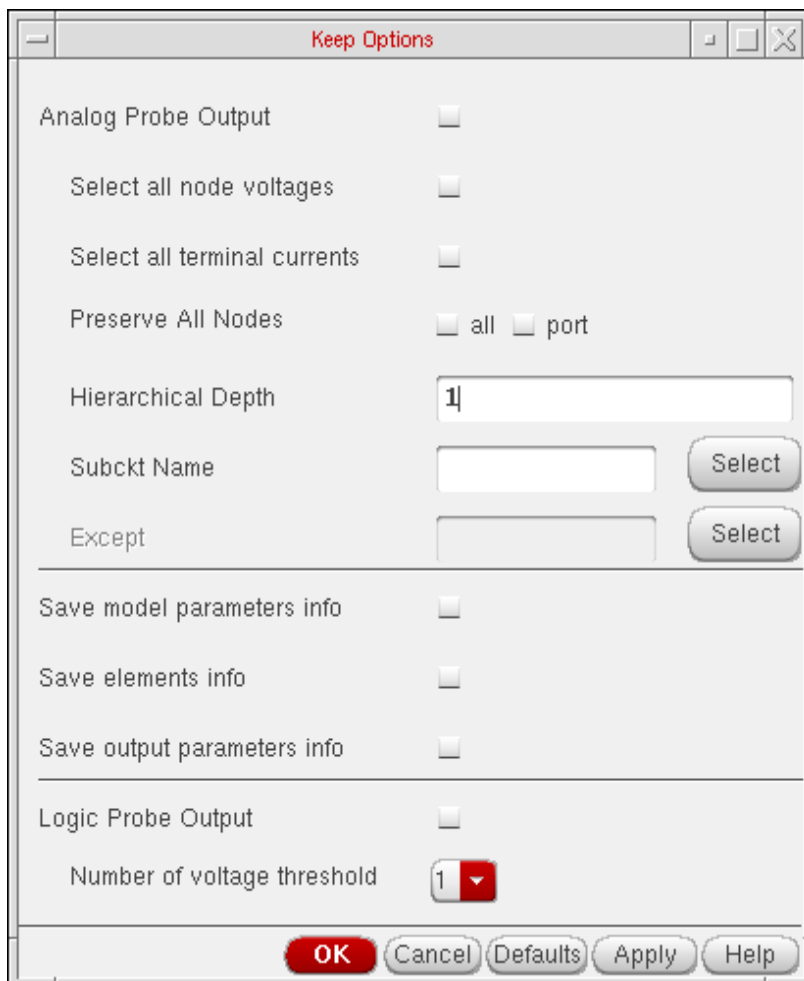 Keep Options
Analog Probe Output
Select all node voltages
Select all terminal currents
Preserve All Nodes all port
Hierarchical Depth 1
Subckt Name Select
Except Select
Save model parameters info
Save elements info
Save output parameters info
Logic Probe Output
Number of voltage threshold 1
OK Cancel Defaults Apply Help